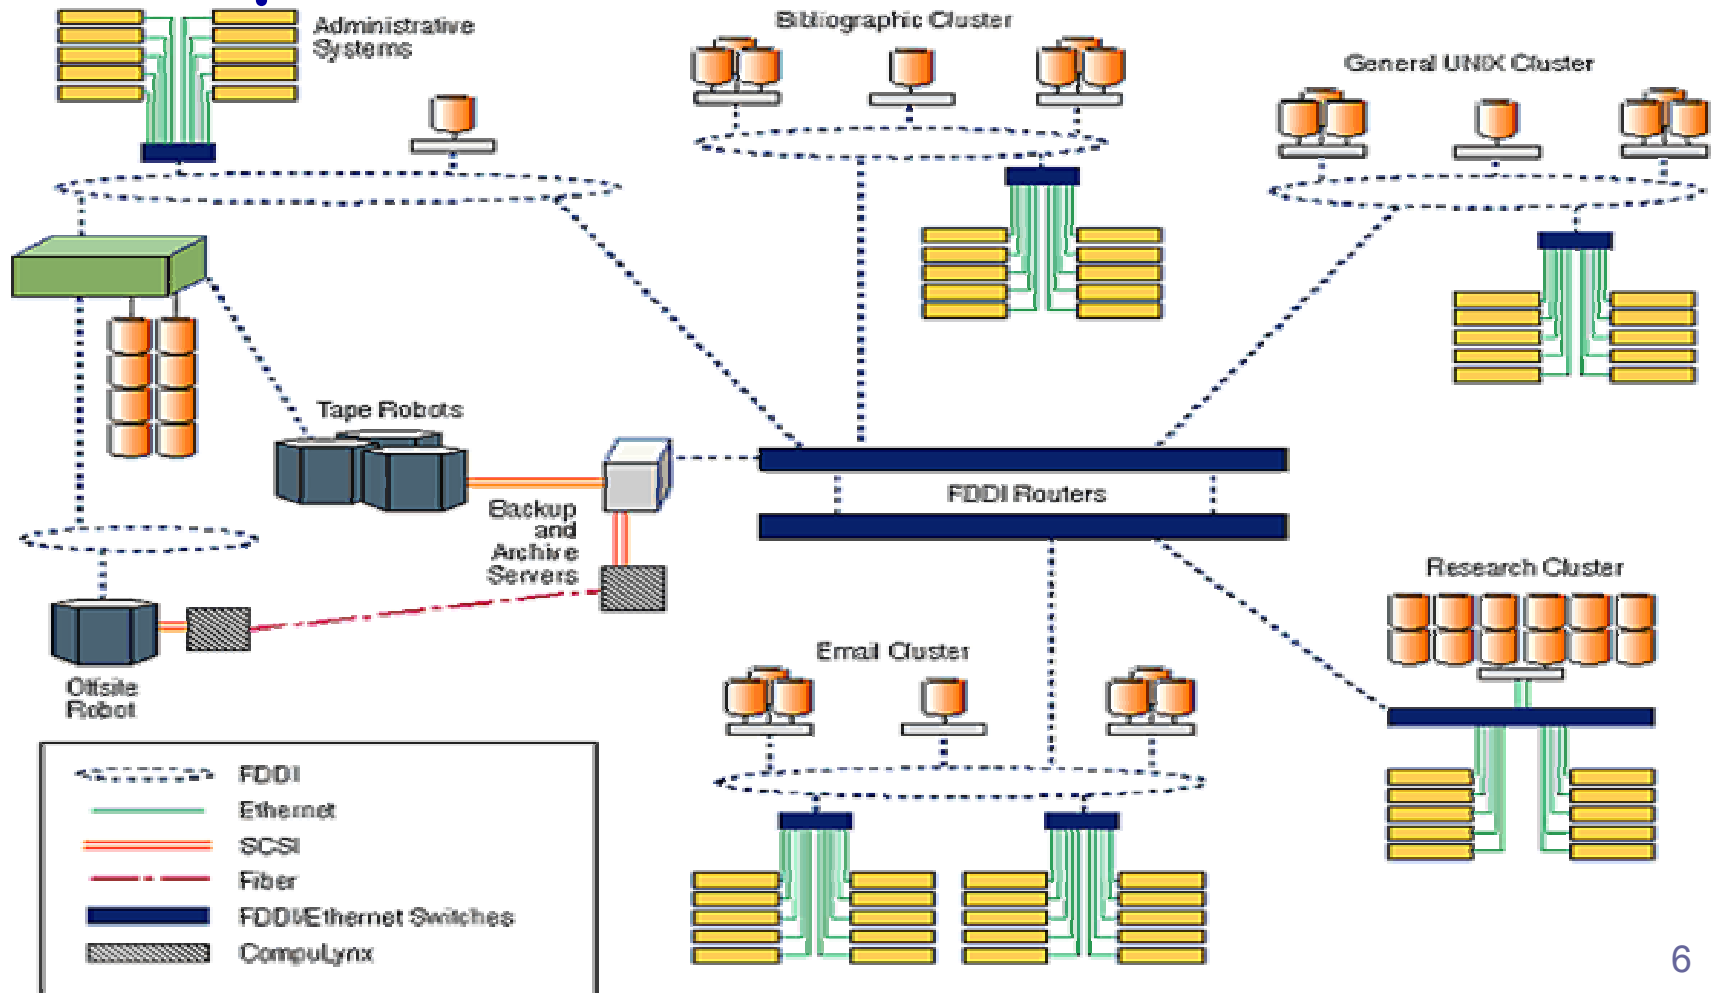 Administrative
Systems
Bibliographic Cluster
General UNIX Cluster
Tape Robots
Backup
and
Archive
Servers
FDDI Routers
Research Cluster
Offsite
Robot
Email Cluster
FDDI
Ethernet
SCSI
Fiber
FDDI/Ethernet Switches
CompuLynx
6